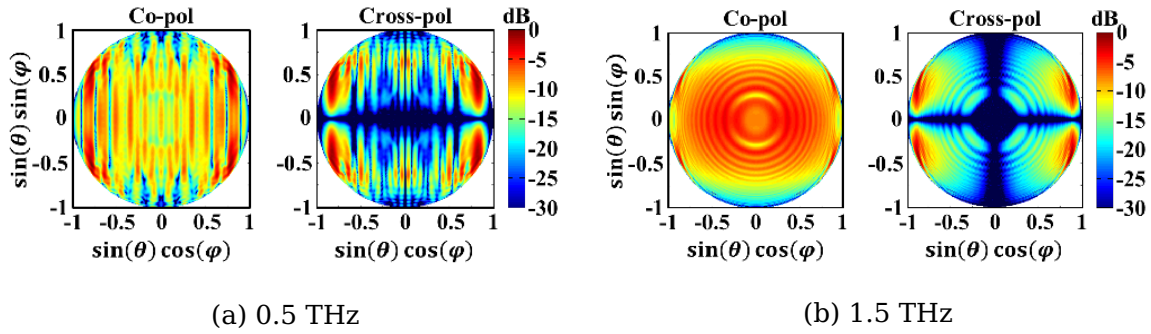 Co-pol Cross-pol dB Co-pol Cross-pol dB
1 0 1 0
0.5 -5 0.5 -5
-10 -10
0 -15 0 -15
-0.5 -20 -0.5 -20
-25 -25
-1 -30 -1 -30
sin(θ) sin(φ) sin(θ) sin(φ)
-1 -0.5 0 0.5 1 -1 -0.5 0 0.5 1 -1 -0.5 0 0.5 1 -1 -0.5 0 0.5 1
sin(θ) cos(φ) sin(θ) cos(φ) sin(θ) cos(φ) sin(θ) cos(φ)
(a) 0.5 THz (b) 1.5 THz